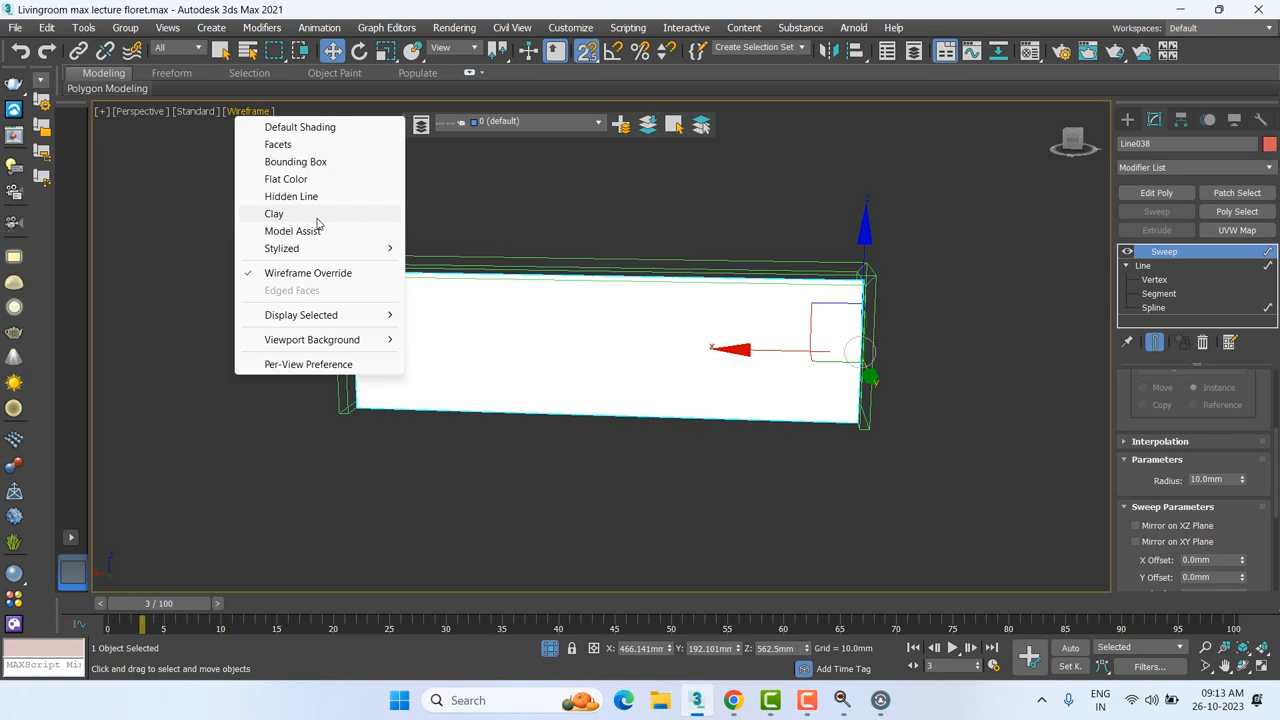 Livingroom max lecture floret.max - Autodesk 3ds Max 2021
File Edit Tools Group Views Create Modifiers Animation Graph Editors Rendering Civil View Customize Scripting Interactive Content Substance Arnold Help
Workspaces: Default
All View Create Selection Set
Modeling Freeform Selection Object Paint Populate
Polygon Modeling
[+] [Perspective] [Standard] [Wireframe]
0 (default)
Default Shading
Facets
Bounding Box
Flat Color
Hidden Line
Clay
Model Assist
Stylized
Wireframe Override
Edged Faces
Display Selected
Viewport Background
Per-View Preference
x
Line038
Modifier List
Edit Poly Patch Select
Sweep Poly Select
Extrude UVW Map
Sweep
Line
Vertex
Segment
Spline
Move Instance
Copy Reference
Interpolation
Parameters
Radius: 10.0mm
Sweep Parameters
Mirror on XZ Plane
Mirror on XY Plane
X Offset: 0.0mm
Y Offset: 0.0mm
< 3 / 100 >
0 5 10 15 20 25 30 35 40 45 50 55 60 65 70 75 80 85 90 95 100
1 Object Selected
X: 466.141mm Y: 192.101mm Z: 562.5mm Grid = 10.0mm
Auto Selected
MAXScript Mi
Click and drag to select and move objects
Add Time Tag
3
Set K. Filters...
Search
ENG
IN
09:13 AM
26-10-2023